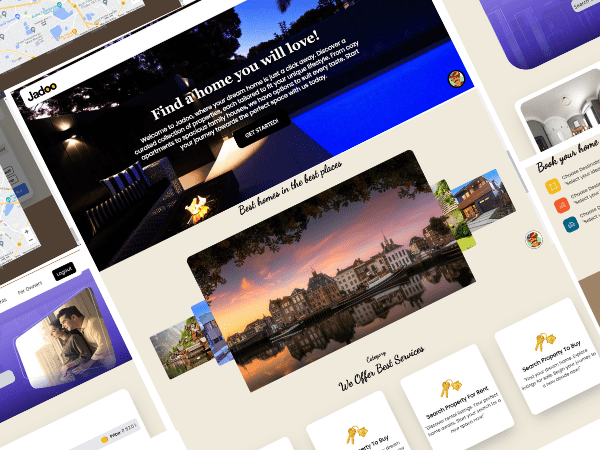 Jadoo
Find a home you will love!
Welcome to Jadoo, where your dream home is just a click away. Discover a
curated collection of properties, each tailored to fit your unique lifestyle. From cozy
apartments to spacious family houses, we have options to suit every taste. Start
your journey towards the perfect space with us today.
GET STARTED!
Best homes in the best places
Category
We Offer Best Services
Search Property To Buy
"Find your dream home. Explore
listings for sale. Begin your journey to
a new abode now!"
Search Property For Rent
"Discover rental listings. Your perfect
home awaits. Start your search for a
new space now!"
Property To Buy
dream
Search
Book your home
Choose Destination
"Select your
Choose
"Select
Choose
"Select
For Owners
Logout
Price